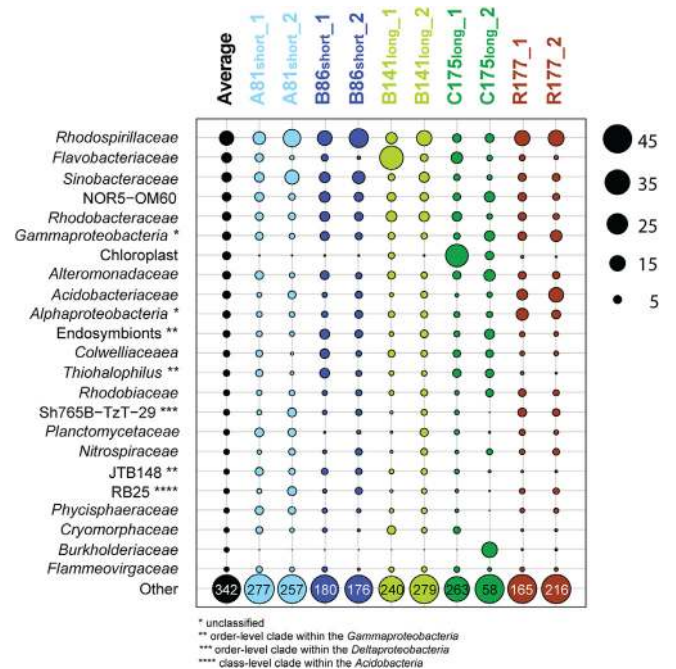 Average A81short_1 A81short_2 B86short_1 B86short_2 B141long_1 B141long_2 C175long_1 C175long_2 R177_1 R177_2
Rhodospirillaceae
Flavobacteriaceae
Sinobacteraceae
NOR5-OM60
Rhodobacteraceae
Gammaproteobacteria *
Chloroplast
Alteromonadaceae
Acidobacteriaceae
Alphaproteobacteria *
Endosymbionts **
Colwelliaceaea
Thiohalophilus **
Rhodobiaceae
Sh765B-TzT-29 ***
Planctomycetaceae
Nitrospiraceae
JTB148 **
RB25 ****
Phycisphaeraceae
Cryomorphaceae
Burkholderiaceae
Flammeovirgaceae
Other 342 277 257 180 176 240 279 263 58 165 216
45
35
25
15
5
* unclassified
** order-level clade within the Gammaproteobacteria
*** order-level clade within the Deltaproteobacteria
**** class-level clade within the Acidobacteria